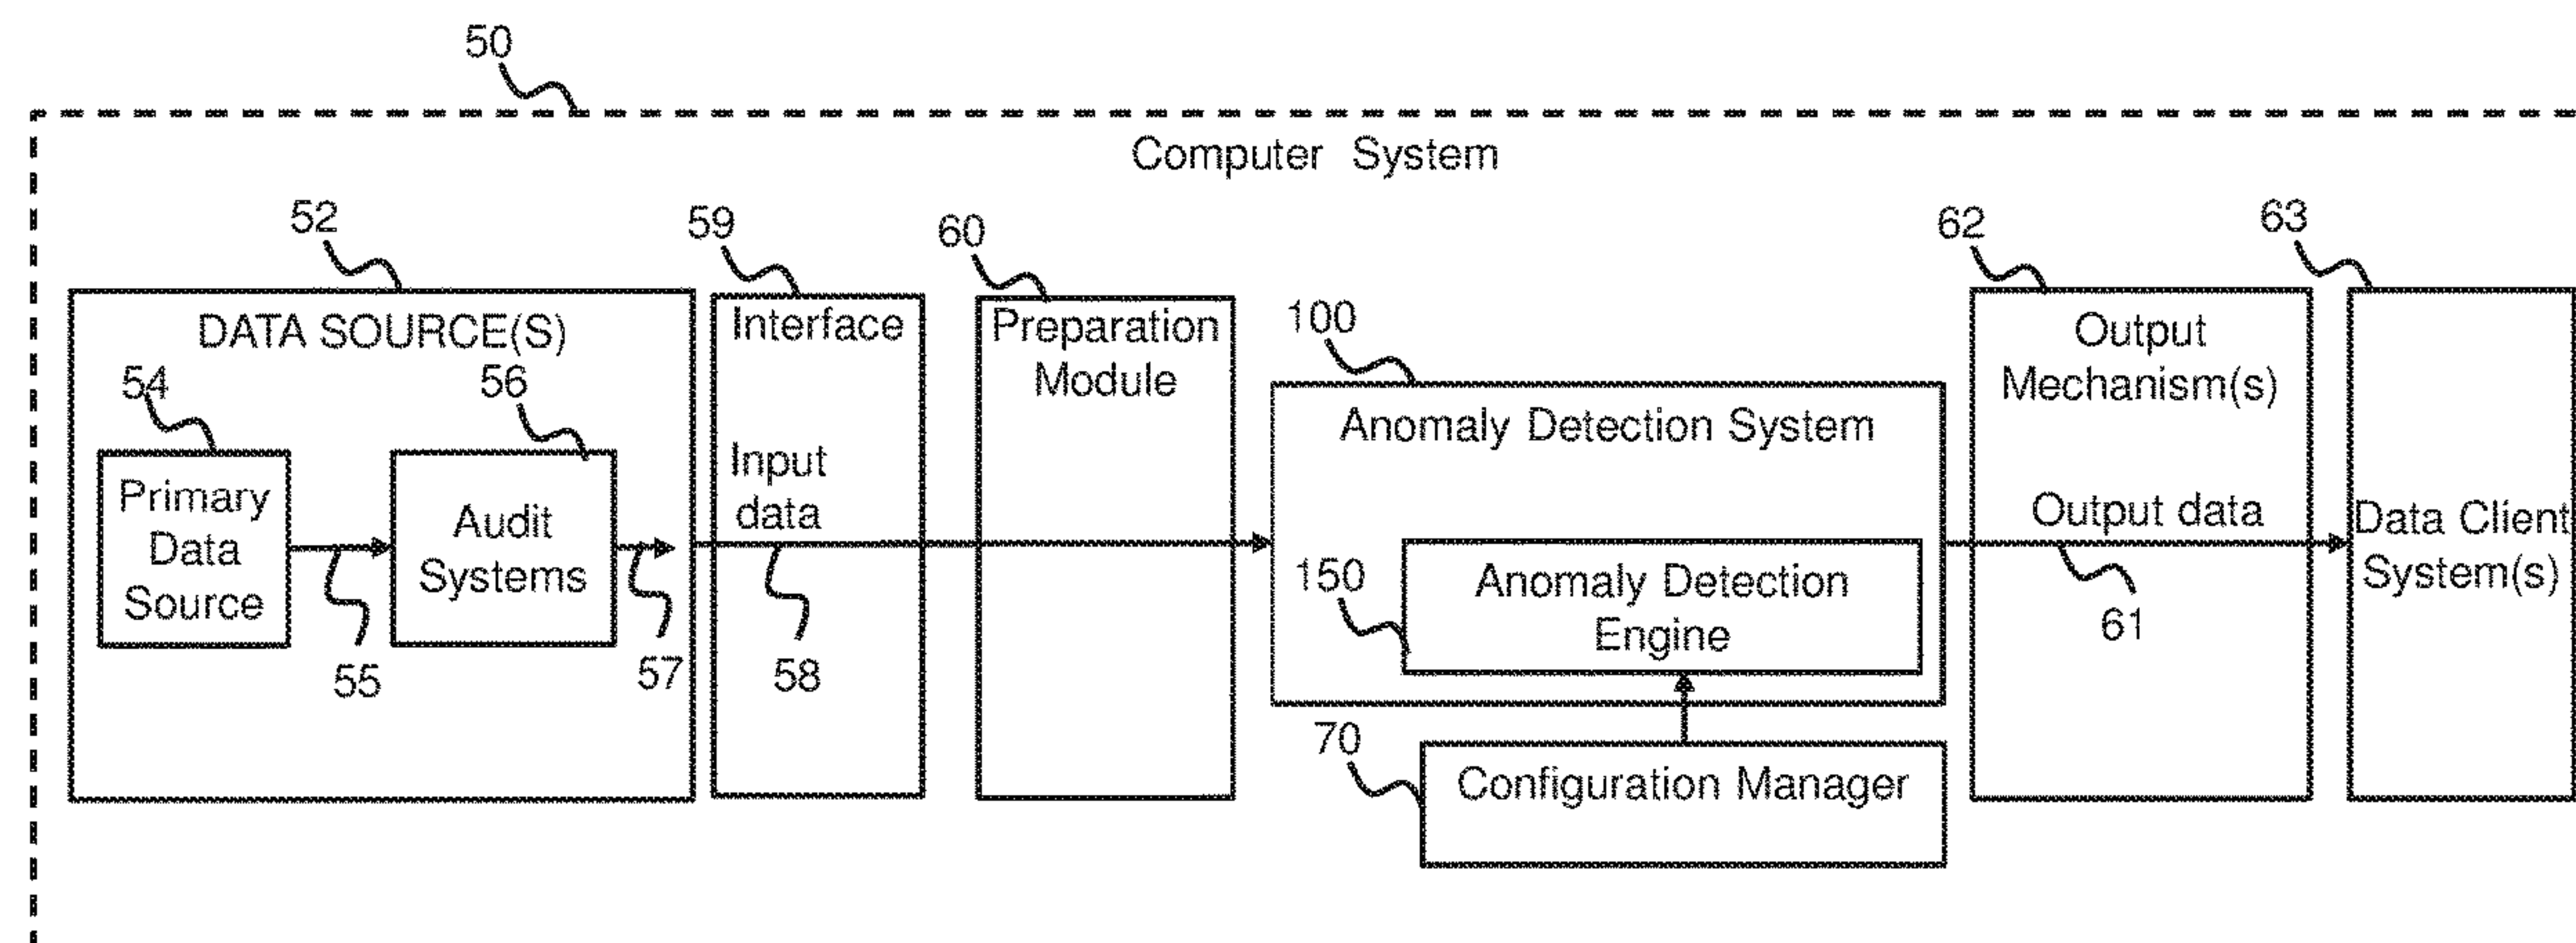 50
Computer System
52
59
60
62
63
DATA SOURCE(S)
54
56
Primary
Data
Source
Audit
Systems
55
57
Interface
Input
data
58
Preparation
Module
100
Anomaly Detection System
150
Anomaly Detection
Engine
70
Configuration Manager
Output
Mechanism(s)
Output data
61
Data Client
System(s)